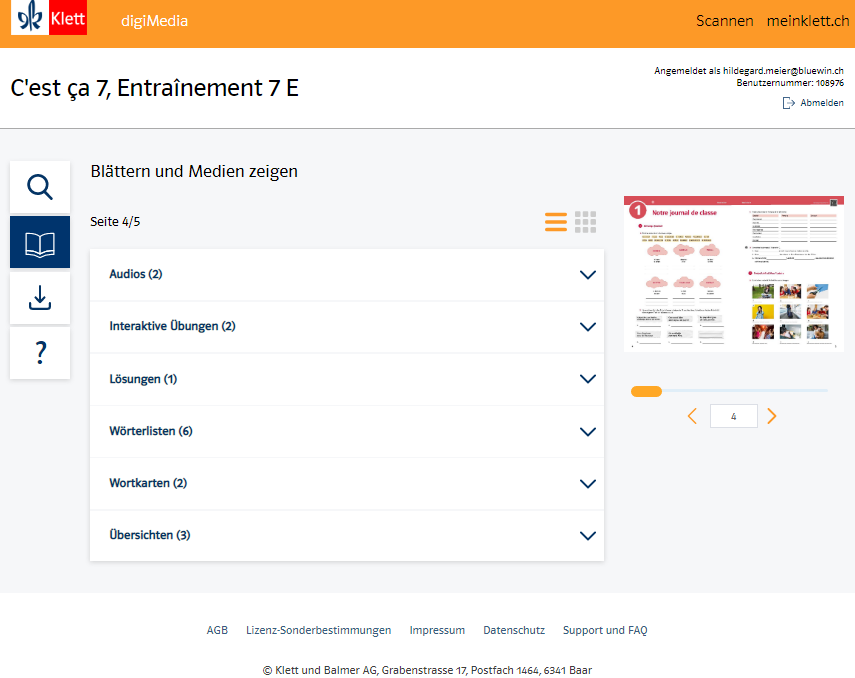 Klett
digiMedia
Scannen meinklett.ch
C'est ça 7, Entraînement 7 E
Angemeldet als hildegard.meier@bluewin.ch
Benutzernummer: 108976
Abmelden
Blättern und Medien zeigen
Seite 4/5
Audios (2)
Interaktive Übungen (2)
Lösungen (1)
Wörterlisten (6)
Wortkarten (2)
Übersichten (3)
1 Notre journal de classe
4
?
AGB Lizenz-Sonderbestimmungen Impressum Datenschutz Support und FAQ
© Klett und Balmer AG, Grabenstrasse 17, Postfach 1464, 6341 Baar